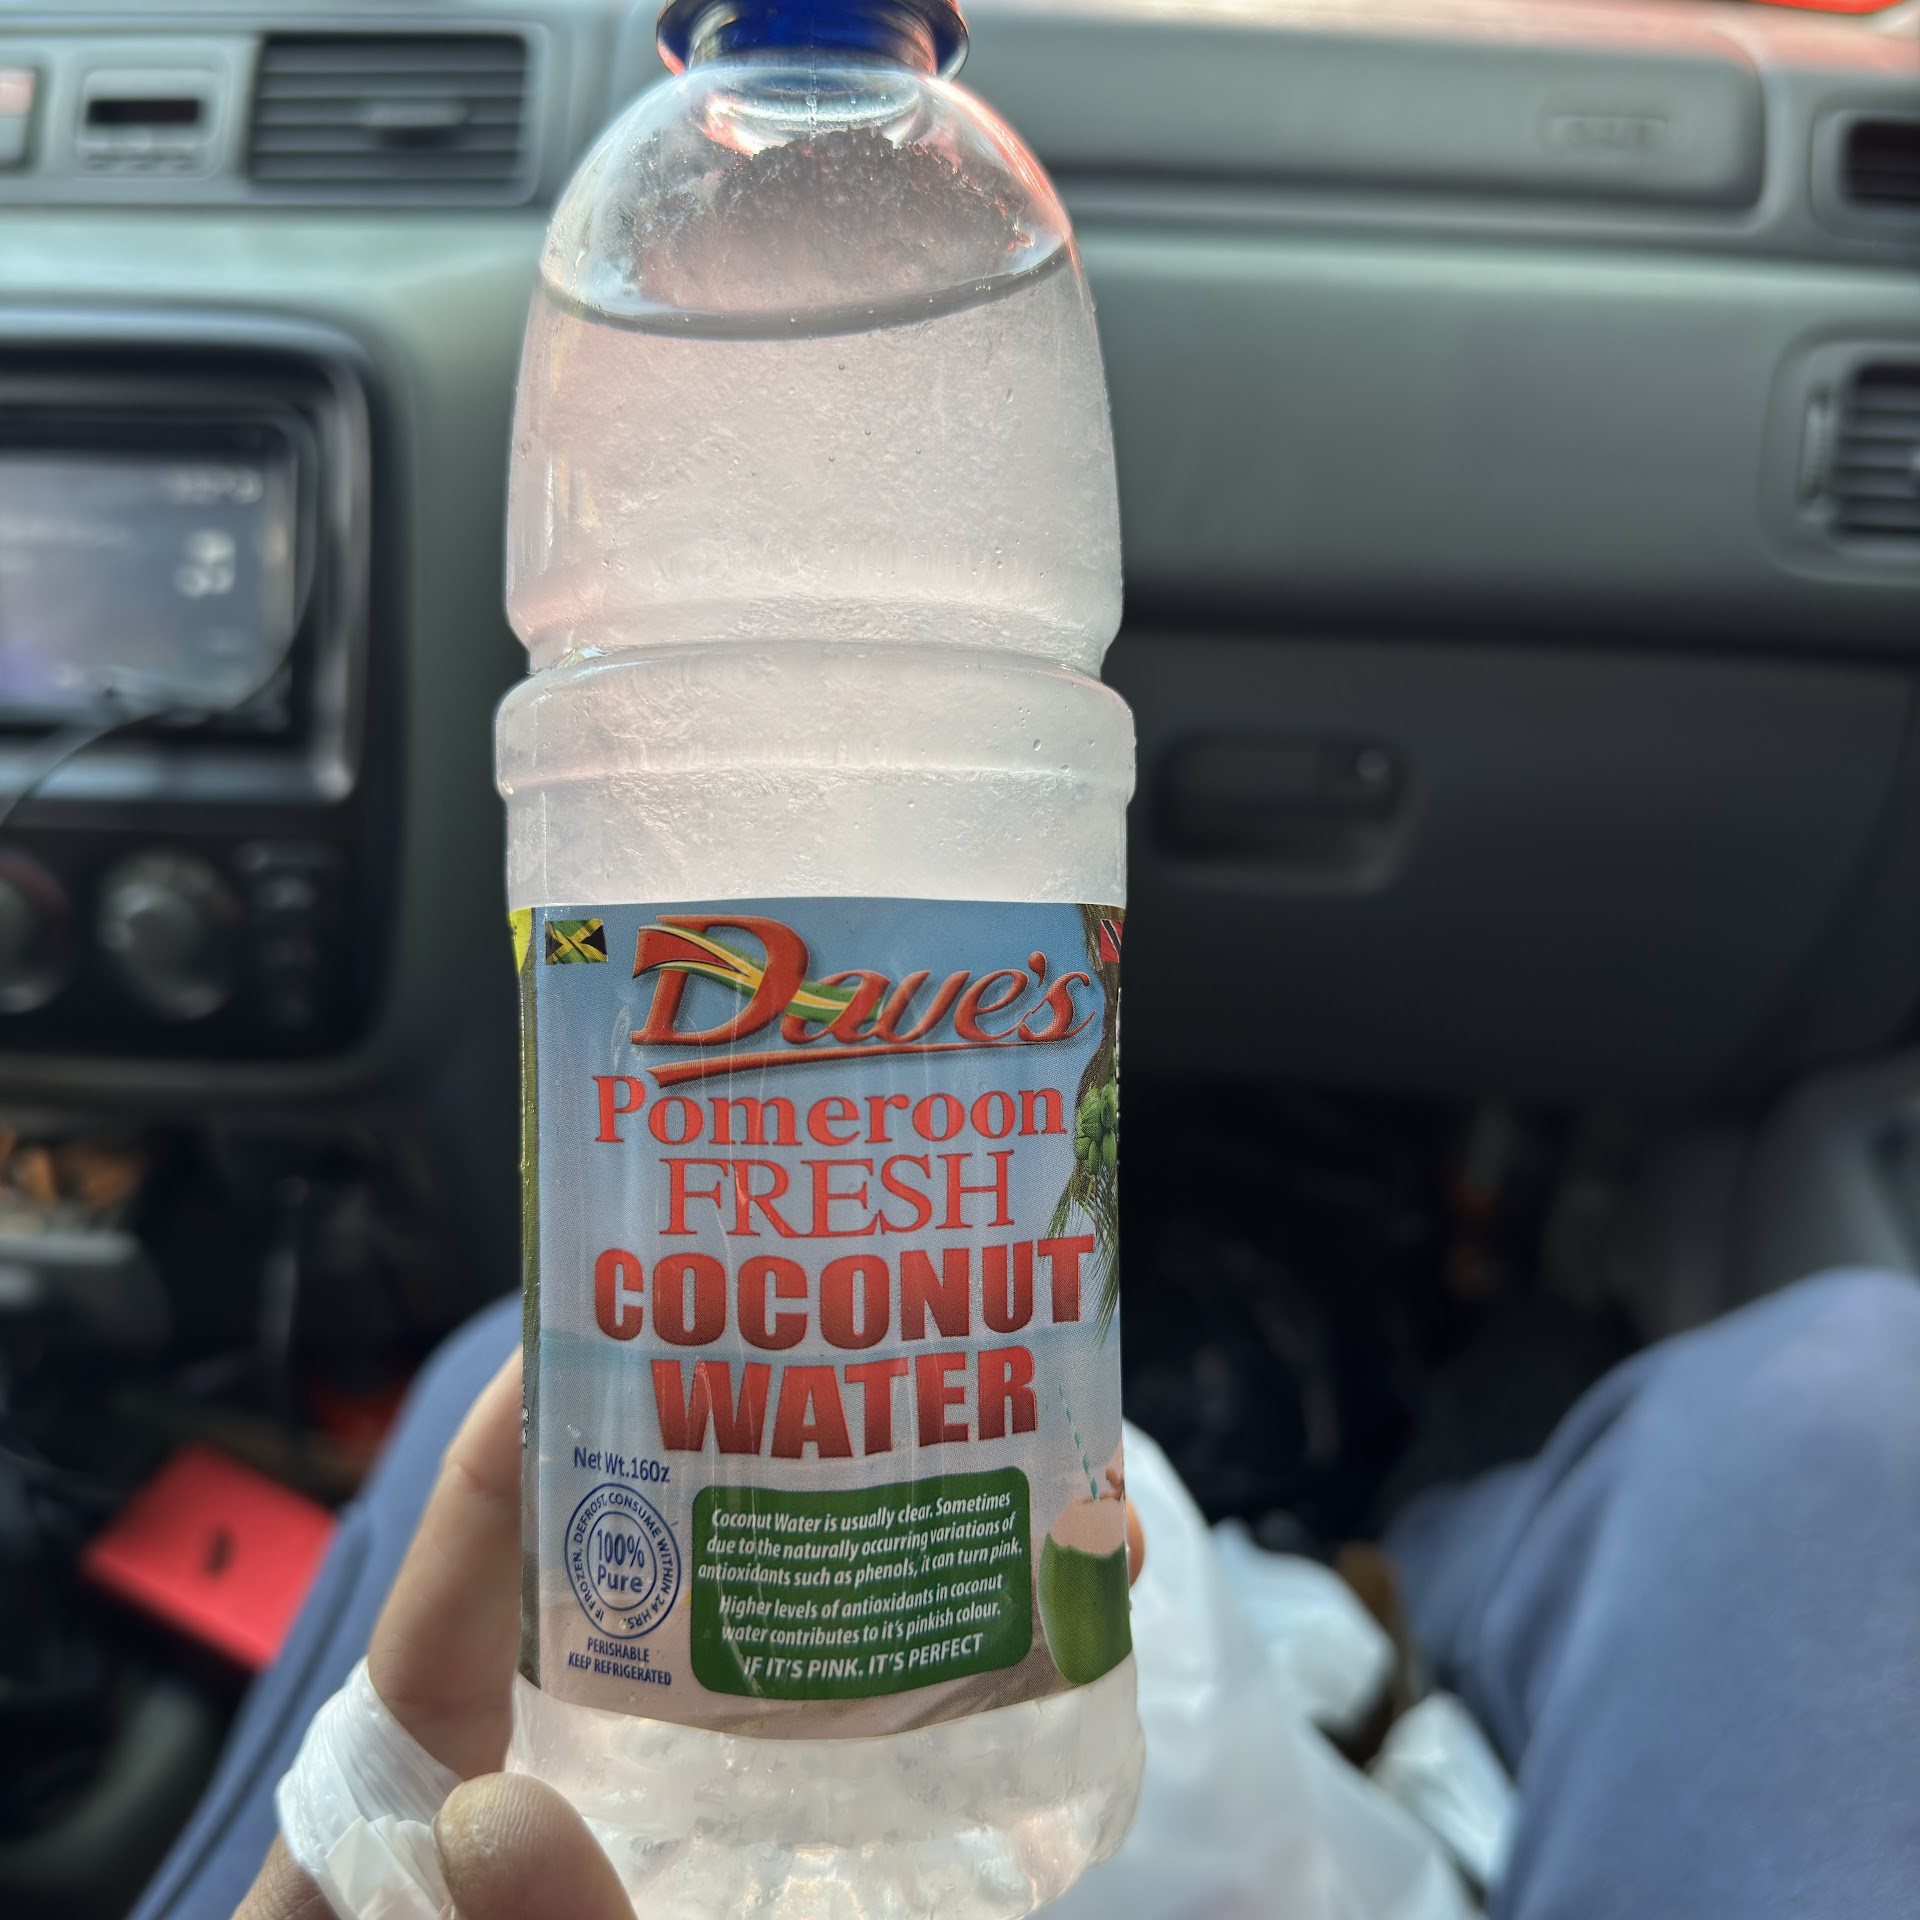 Dave's
Pomeroon
FRESH
COCONUT
WATER
Net Wt.16Oz
IF FROZEN, DEFROST, CONSUME WITHIN 24 HRS.
100%
Pure
PERISHABLE
KEEP REFRIGERATED
Coconut Water is usually clear. Sometimes
due to the naturally occurring variations of
antioxidants such as phenols, it can turn pink.
Higher levels of antioxidants in coconut
water contributes to it's pinkish colour.
IF IT'S PINK. IT'S PERFECT